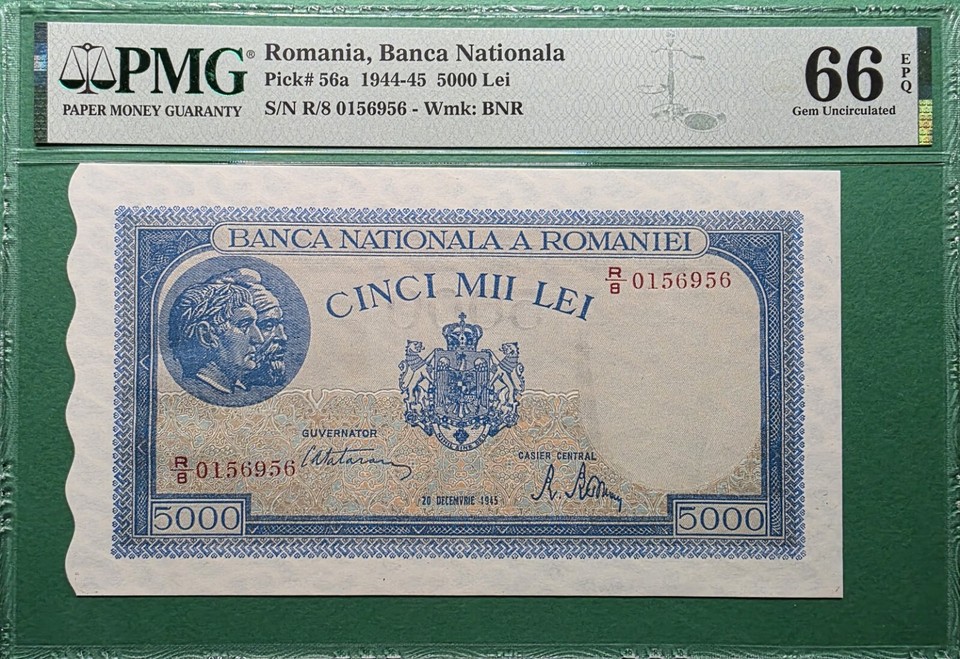 PMG®
PAPER MONEY GUARANTY
Romania, Banca Nationala
Pick# 56a 1944-45 5000 Lei
S/N R/8 0156956 - Wmk: BNR
66 EPQ
Gem Uncirculated
BANCA NATIONALA A ROMANIEI
CINCI MII LEI
R/8 0156956
GUVERNATOR
CASIER CENTRAL
R/8 0156956
20 DECEMVRIE 1945
5000
5000